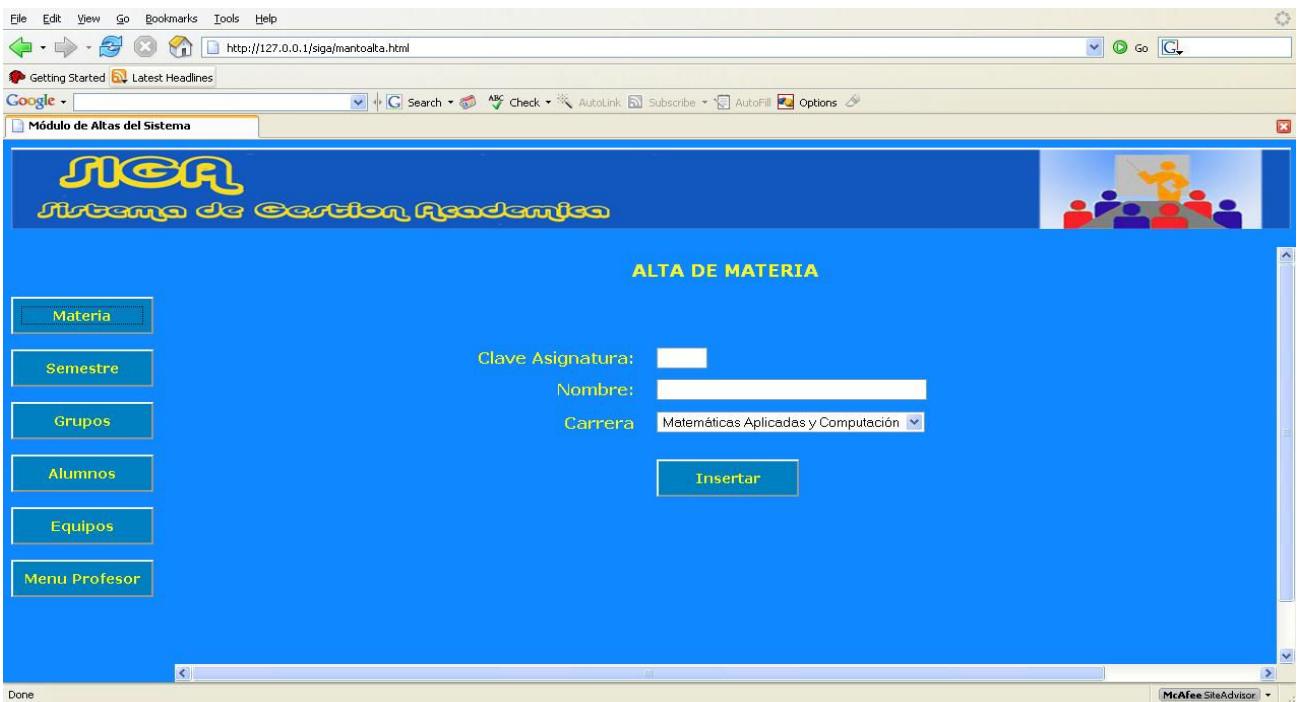 File Edit View Go Bookmarks Tools Help
http://127.0.0.1/siga/mantoalta.html Go G
Getting Started Latest Headlines
Google G Search ABC Check AutoLink Subscribe AutoFill Options
Módulo de Altas del Sistema
SIGA
Sistema de Gestion Academica
ALTA DE MATERIA
Materia
Semestre
Grupos
Alumnos
Equipos
Menu Profesor
Clave Asignatura:
Nombre:
Carrera Matemáticas Aplicadas y Computación
Insertar
Done McAfee SiteAdvisor